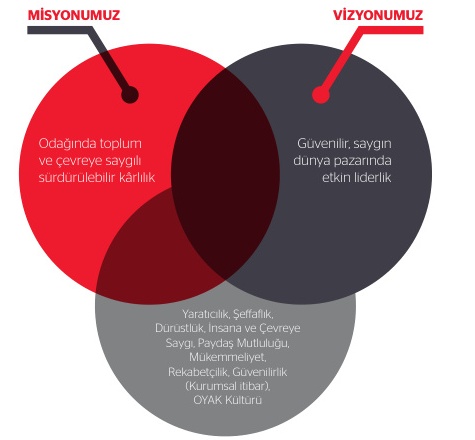 MİSYONUMUZ
VİZYONUMUZ
Odağında toplum
ve çevreye saygılı
sürdürülebilir kârlılık
Güvenilir, saygın
dünya pazarında
etkin liderlik
Yaratıcılık, Şeffaflık,
Dürüstlük, İnsana ve Çevreye
Saygı, Paydaş Mutluluğu,
Mükemmeliyet,
Rekabetçilik, Güvenilirlik
(Kurumsal itibar),
OYAK Kültürü